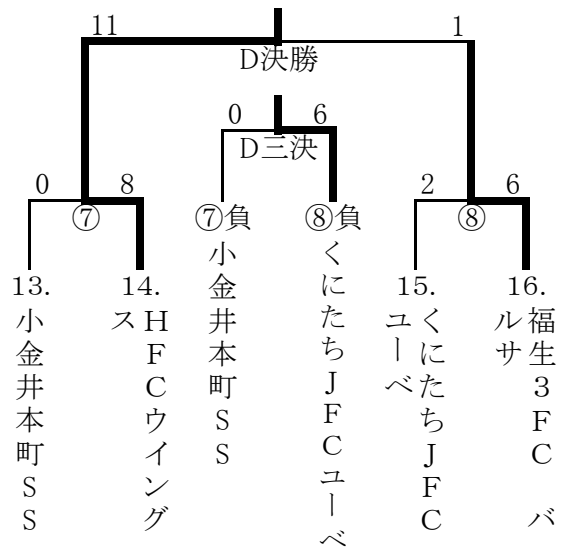 11 1
D決勝
0 6
D三決
0 8 2 6
⑦ ⑦負 ⑧負 ⑧
13. 14. 15. 16.
小金井本町SS
HFCウイング
ス
小金井本町SS
くにたちJFCユーベ
くにたちJFC
ユーベ
福生3FC バ
ルサ